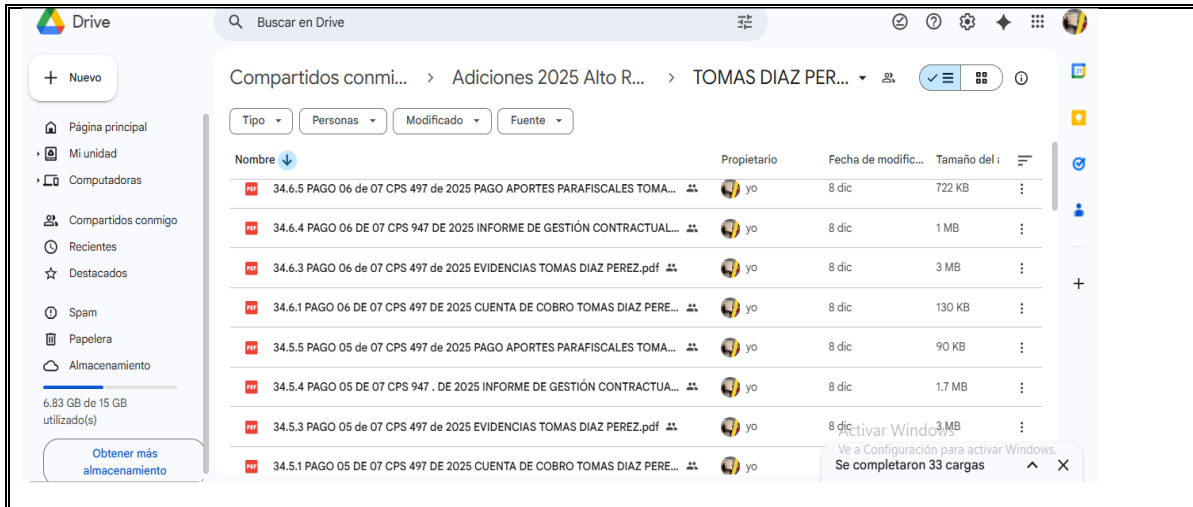 Drive
Buscar en Drive
Nuevo
Compartidos conmi... > Adiciones 2025 Alto R... > TOMAS DIAZ PER...
Tipo Personas Modificado Fuente
Página principal
Mi unidad
Computadoras
Compartidos conmigo
Recientes
Destacados
Spam
Papelera
Almacenamiento
6.83 GB de 15 GB
utilizado(s)
Obtener más
almacenamiento
Nombre Propietario Fecha de modific... Tamaño del
34.6.5 PAGO 06 de 07 CPS 497 de 2025 PAGO APORTES PARAFISCALES TOMA... yo 8 dic 722 KB
34.6.4 PAGO 06 DE 07 CPS 947 DE 2025 INFORME DE GESTIÓN CONTRACTUAL... yo 8 dic 1 MB
34.6.3 PAGO 06 de 07 CPS 497 de 2025 EVIDENCIAS TOMAS DIAZ PEREZ.pdf yo 8 dic 3 MB
34.6.1 PAGO 06 DE 07 CPS 497 DE 2025 CUENTA DE COBRO TOMAS DIAZ PERE... yo 8 dic 130 KB
34.5.5 PAGO 05 de 07 CPS 497 de 2025 PAGO APORTES PARAFISCALES TOMA... yo 8 dic 90 KB
34.5.4 PAGO 05 DE 07 CPS 947 . DE 2025 INFORME DE GESTIÓN CONTRACTUA... yo 8 dic 1.7 MB
34.5.3 PAGO 05 de 07 CPS 497 de 2025 EVIDENCIAS TOMAS DIAZ PEREZ.pdf yo 8 dic 3 MB
34.5.1 PAGO 05 DE 07 CPS 497 DE 2025 CUENTA DE COBRO TOMAS DIAZ PERE... yo
Activar Windows
Ve a Configuración para activar Windows.
Se completaron 33 cargas